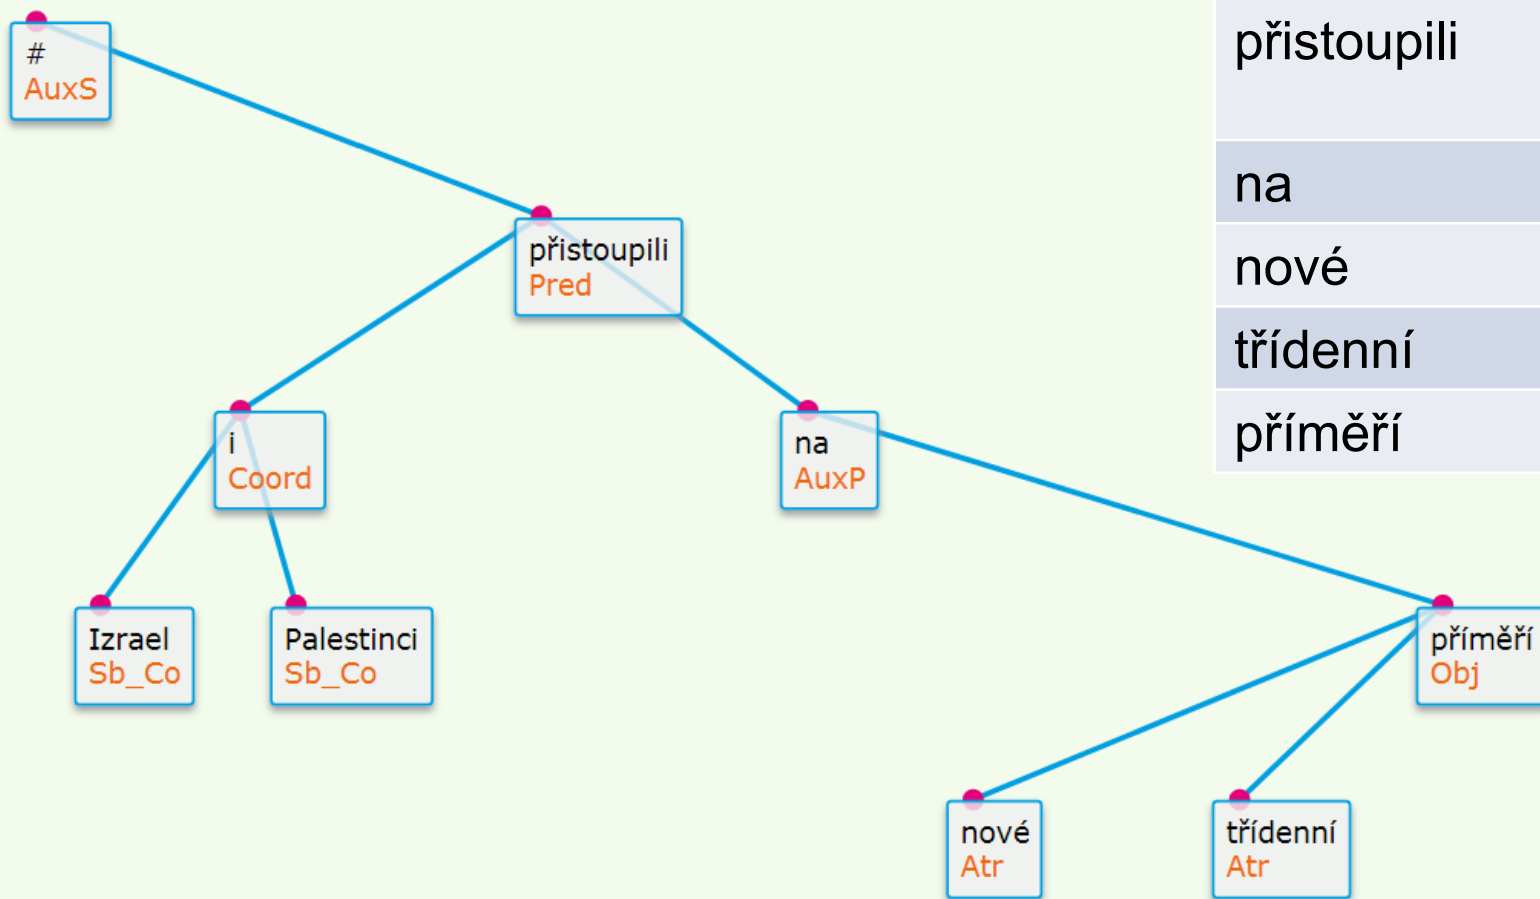 #
AuxS
přistoupili
Pred
i
Coord
na
AuxP
Izrael
Sb_Co
Palestinci
Sb_Co
příměří
Obj
nové
Atr
třídenní
Atr
přistoupili
na
nové
třídenní
příměří